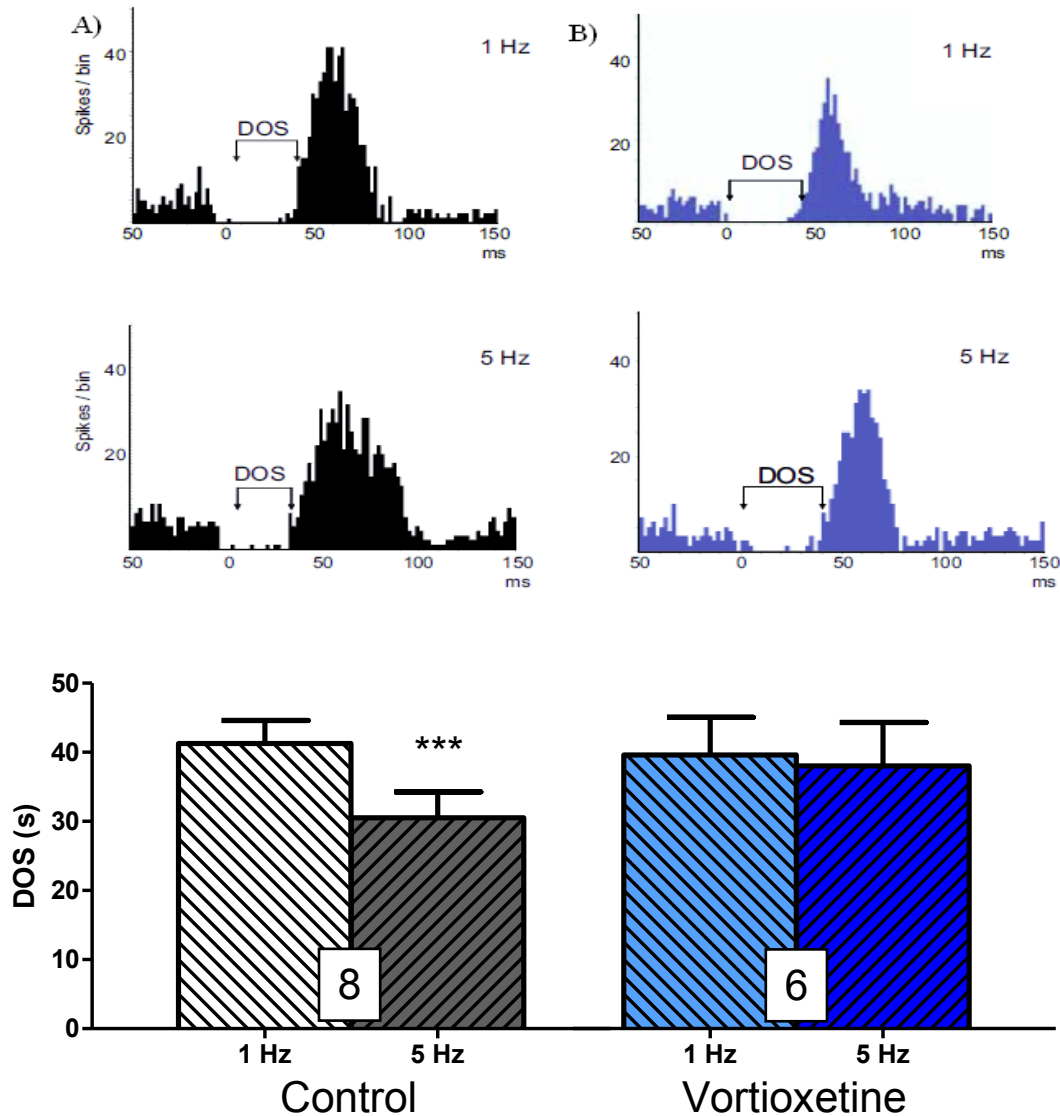 A)
1 Hz
Spikes / bin
40
20
DOS
50 0 50 100 150
ms
B)
1 Hz
40
20
DOS
50 0 50 100 150
ms
5 Hz
Spikes / bin
40
20
DOS
50 0 50 100 150
ms
5 Hz
40
20
DOS
50 0 50 100 150
ms
DOS (s)
50
40
30
20
10
0
***
8
6
1 Hz 5 Hz 1 Hz 5 Hz
Control Vortioxetine